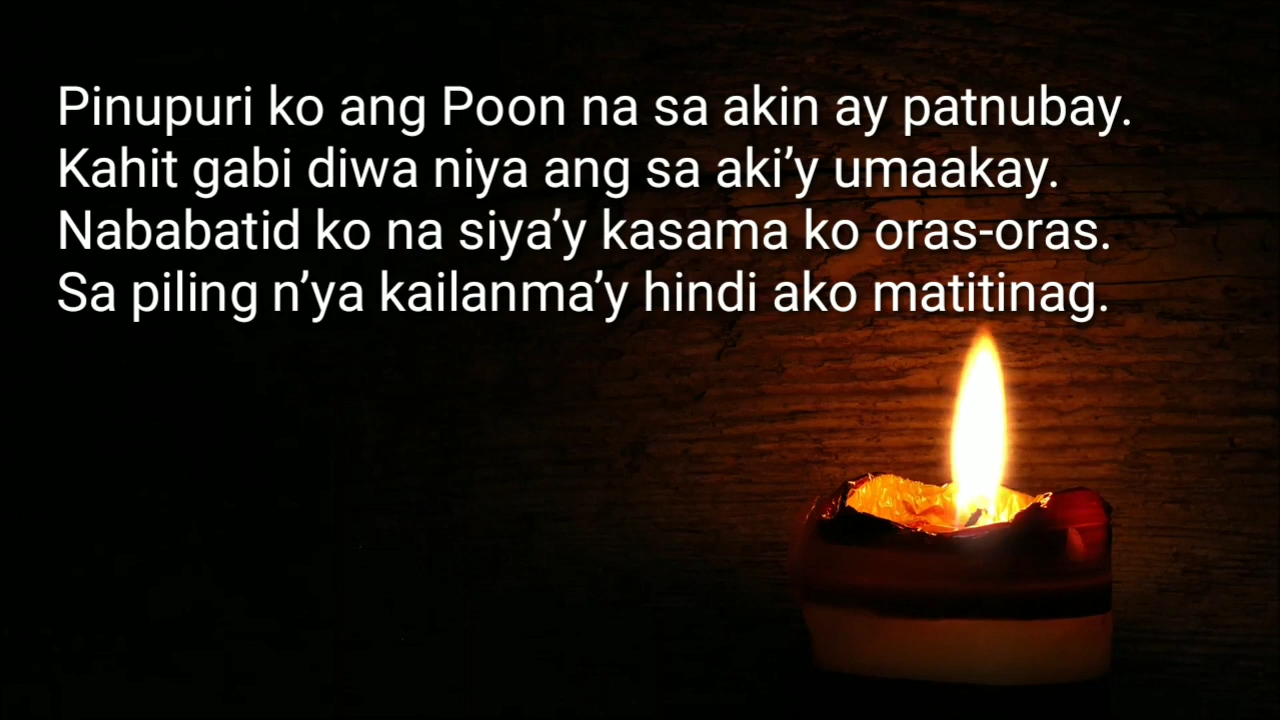 Pinupuri ko ang Poon na sa akin ay patnubay.
Kahit gabi diwa niya ang sa aki’y umaakay.
Nababatid ko na siya’y kasama ko oras-oras.
Sa piling n’ya kailanma’y hindi ako matitinag.